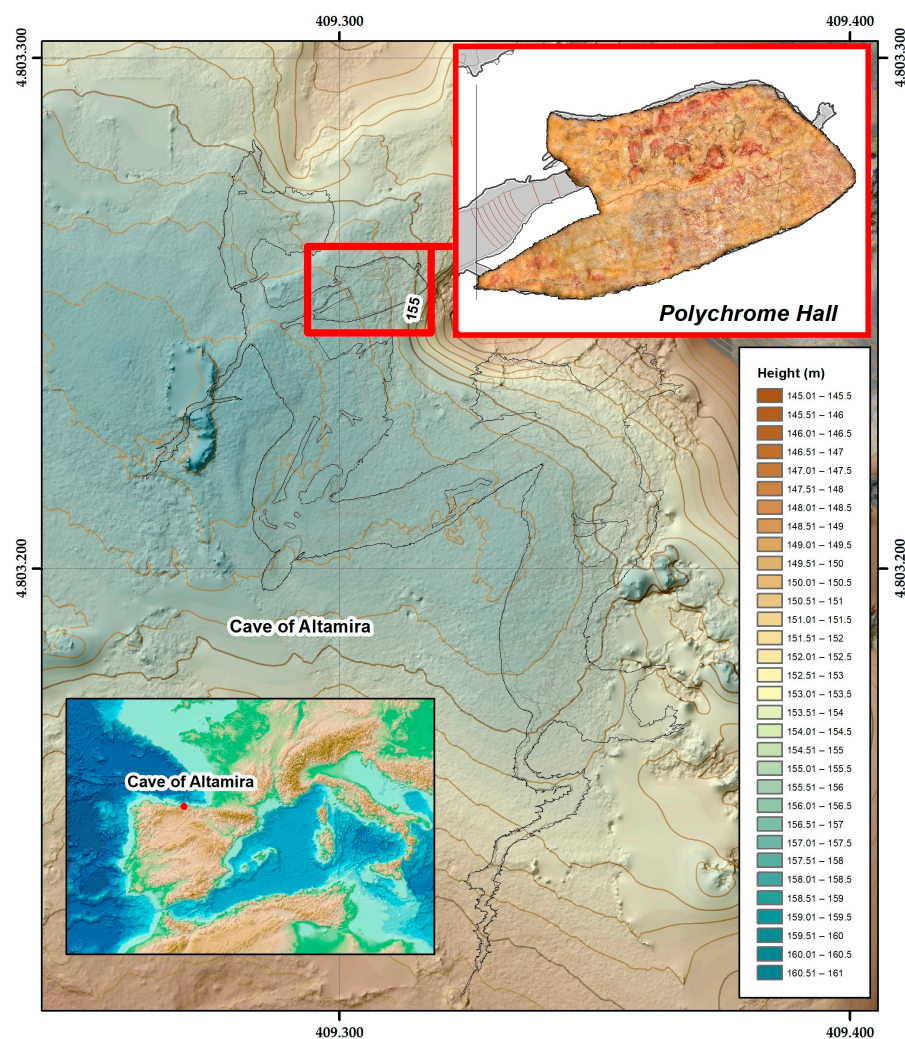 409.300
409.400
4.803.300
4.803.300
Polychrome Hall
155
Height (m)
145.01 – 145.5
145.51 – 146
146.01 – 146.5
146.51 – 147
147.01 – 147.5
147.51 – 148
148.01 – 148.5
148.51 – 149
149.01 – 149.5
149.51 – 150
150.01 – 150.5
150.51 – 151
151.01 – 151.5
151.51 – 152
152.01 – 152.5
152.51 – 153
153.01 – 153.5
153.51 – 154
154.01 – 154.5
154.51 – 155
155.01 – 155.5
155.51 – 156
156.01 – 156.5
156.51 – 157
157.01 – 157.5
157.51 – 158
158.01 – 158.5
158.51 – 159
159.01 – 159.5
159.51 – 160
160.01 – 160.5
160.51 – 161
4.803.200
4.803.200
Cave of Altamira
Cave of Altamira
409.300
409.400